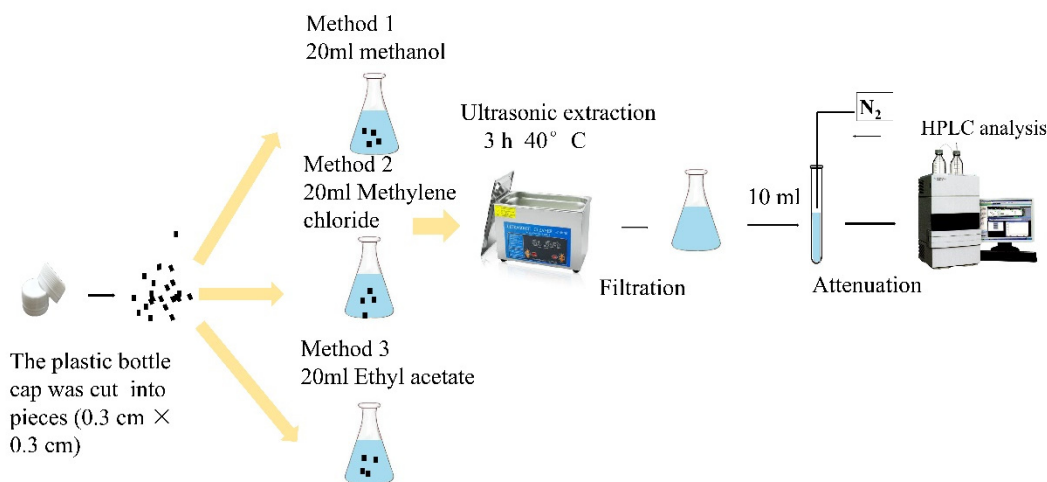 The plastic bottle
cap was cut into
pieces (0.3 cm ×
0.3 cm)
Method 1
20ml methanol
Method 2
20ml Methylene
chloride
Method 3
20ml Ethyl acetate
Ultrasonic extraction
3 h 40° C
Filtration
10 ml
N₂
Attenuation
HPLC analysis